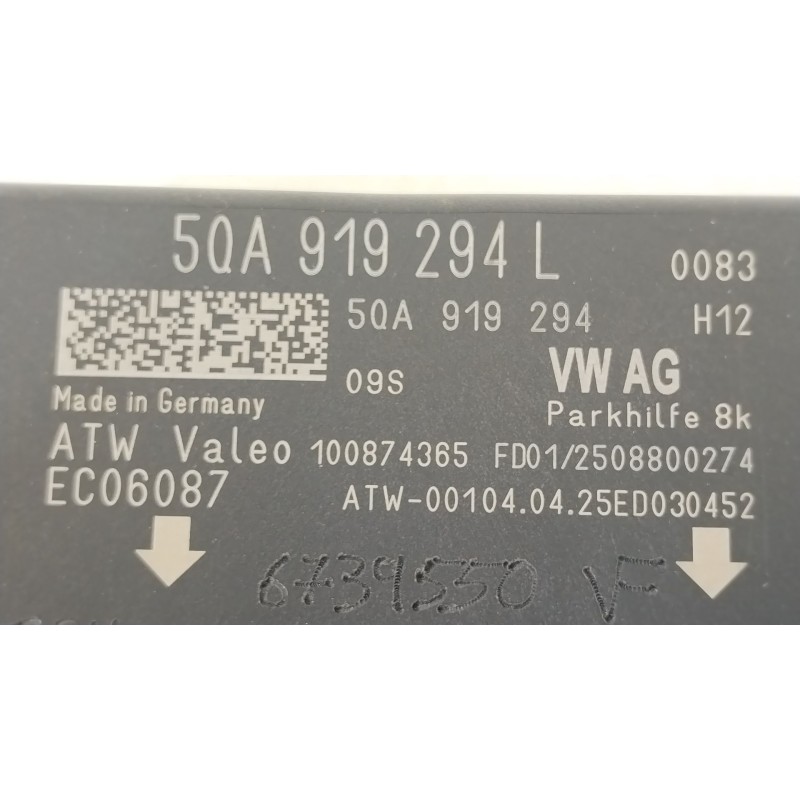 5QA 919 294 L 0083
5QA 919 294 H12
09S VW AG
Made in Germany Parkhilfe 8k
ATW Valeo 100874365 FD01/2508800274
EC06087 ATW-00104.04.25ED030452
6739550 VF